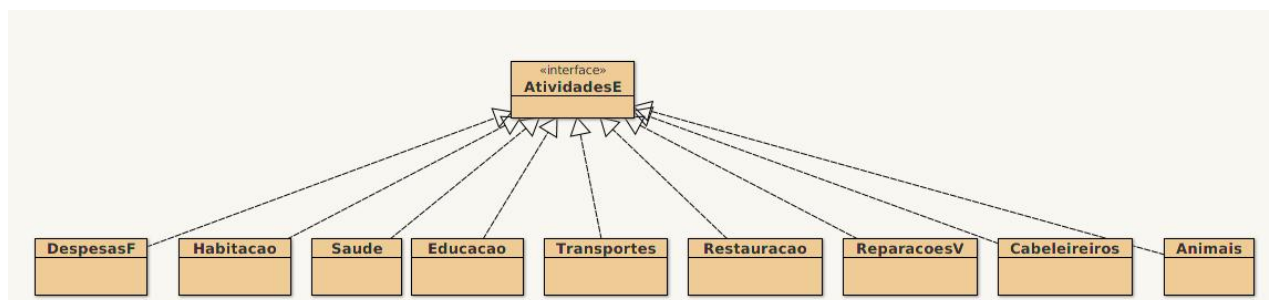 «interface»
AtividadesE
DespesasF
Habitacao
Saude
Educacao
Transportes
Restauracao
ReparacoesV
Cabeleireiros
Animais